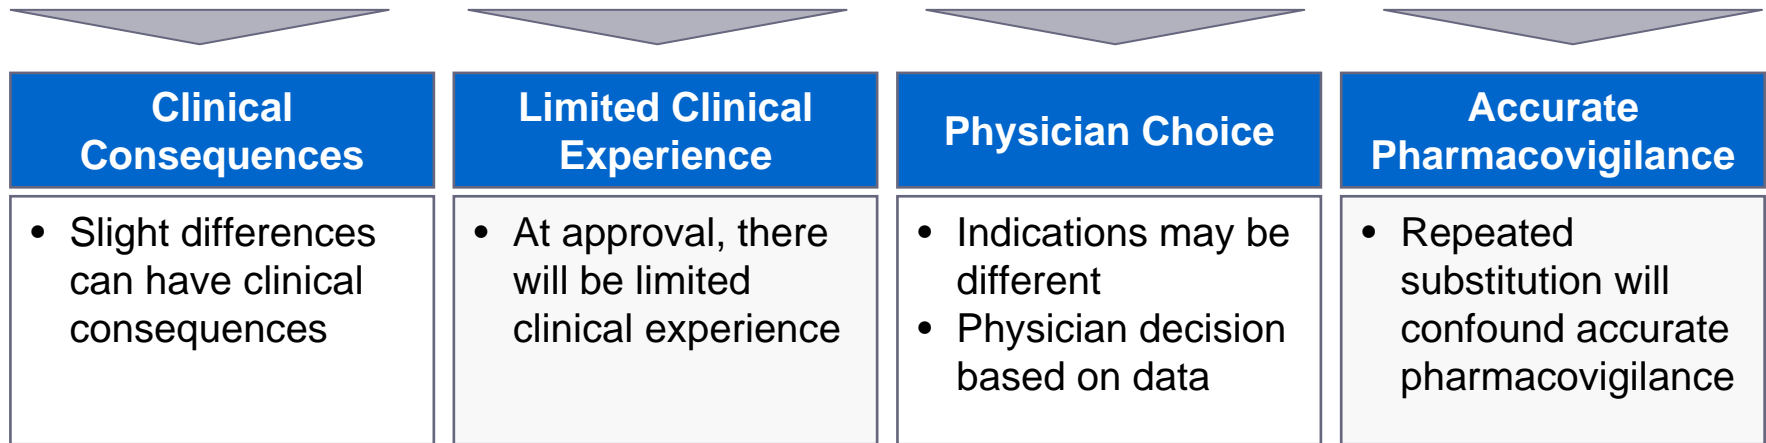 Clinical
Consequences
• Slight differences
can have clinical
consequences
Limited Clinical
Experience
• At approval, there
will be limited
clinical experience
Physician Choice
• Indications may be
different
• Physician decision
based on data
Accurate
Pharmacovigilance
• Repeated
substitution will
confound accurate
pharmacovigilance